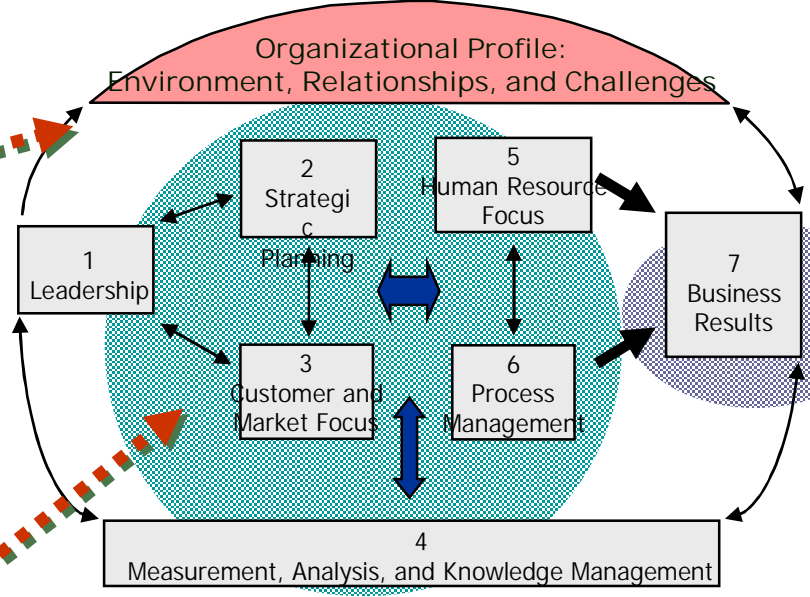 Organizational Profile:
Environment, Relationships, and Challenges
1
Leadership
2
Strategi
c
Planning
3
Customer and
Market Focus
5
Human Resource
Focus
6
Process
Management
7
Business
Results
4
Measurement, Analysis, and Knowledge Management